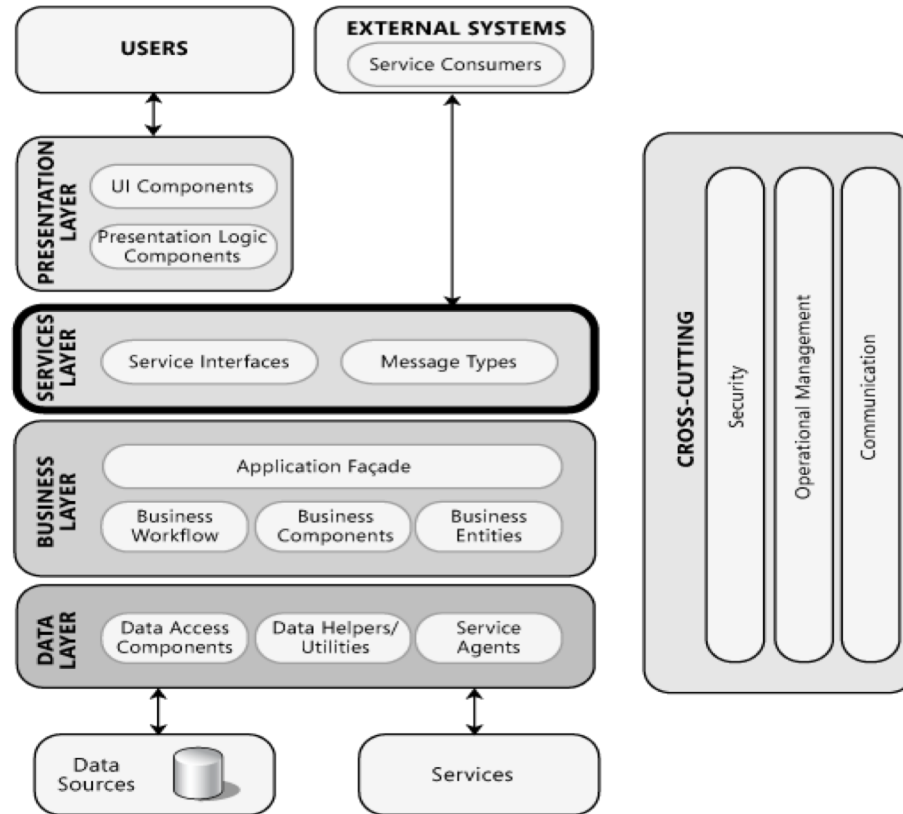 USERS
EXTERNAL SYSTEMS
Service Consumers
PRESENTATION
LAYER
UI Components
Presentation Logic
Components
SERVICES
LAYER
Service Interfaces
Message Types
BUSINESS
LAYER
Application Façade
Business
Workflow
Business
Components
Business
Entities
DATA
LAYER
Data Access
Components
Data Helpers/
Utilities
Service
Agents
Data
Sources
Services
CROSS-CUTTING
Security
Operational Management
Communication